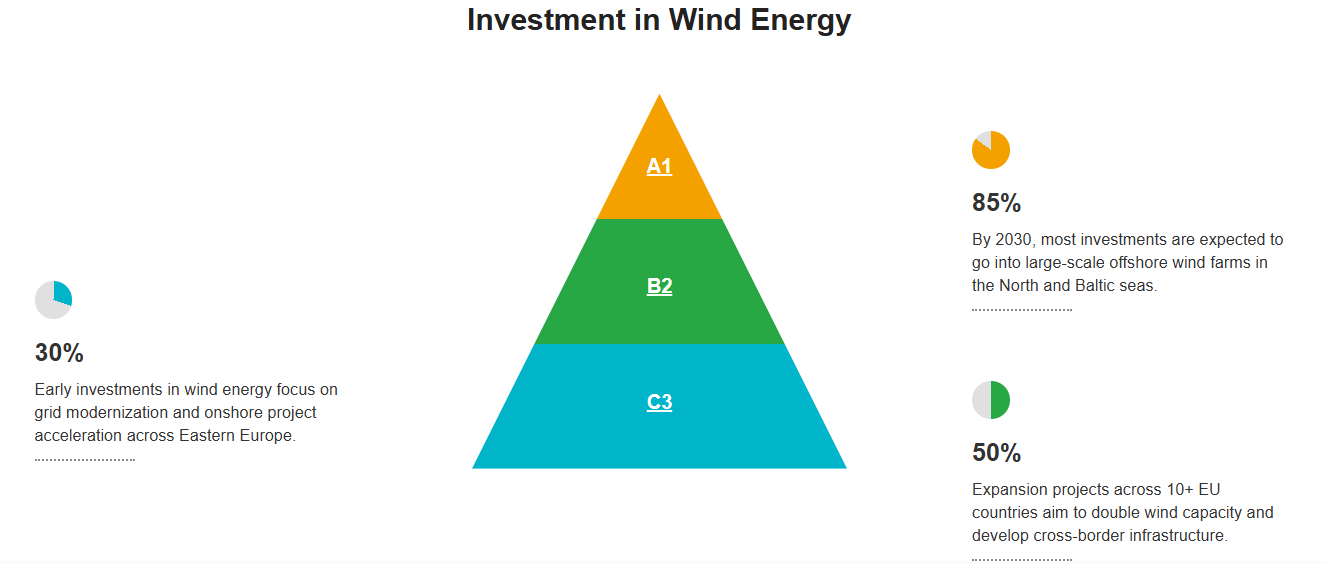 Investment in Wind Energy
A1
B2
C3
30%
Early investments in wind energy focus on
grid modernization and onshore project
acceleration across Eastern Europe.
85%
By 2030, most investments are expected to
go into large-scale offshore wind farms in
the North and Baltic seas.
50%
Expansion projects across 10+ EU
countries aim to double wind capacity and
develop cross-border infrastructure.